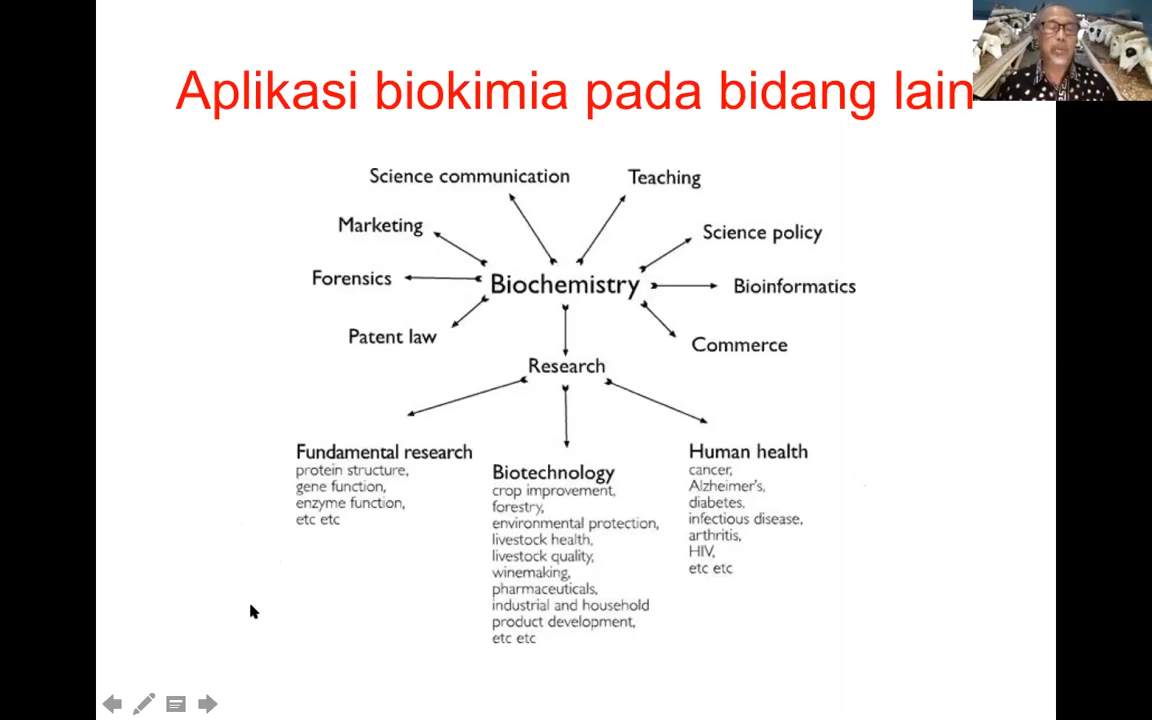 Aplikasi biokimia pada bidang lain
Science communication
Teaching
Marketing
Science policy
Forensics
Biochemistry
Bioinformatics
Patent law
Commerce
Research
Fundamental research
protein structure,
gene function,
enzyme function,
etc etc
Biotechnology
crop improvement,
forestry,
environmental protection,
livestock health,
livestock quality,
winemaking,
pharmaceuticals,
industrial and household
product development,
etc etc
Human health
cancer,
Alzheimer's,
diabetes,
infectious disease,
arthritis,
HIV,
etc etc